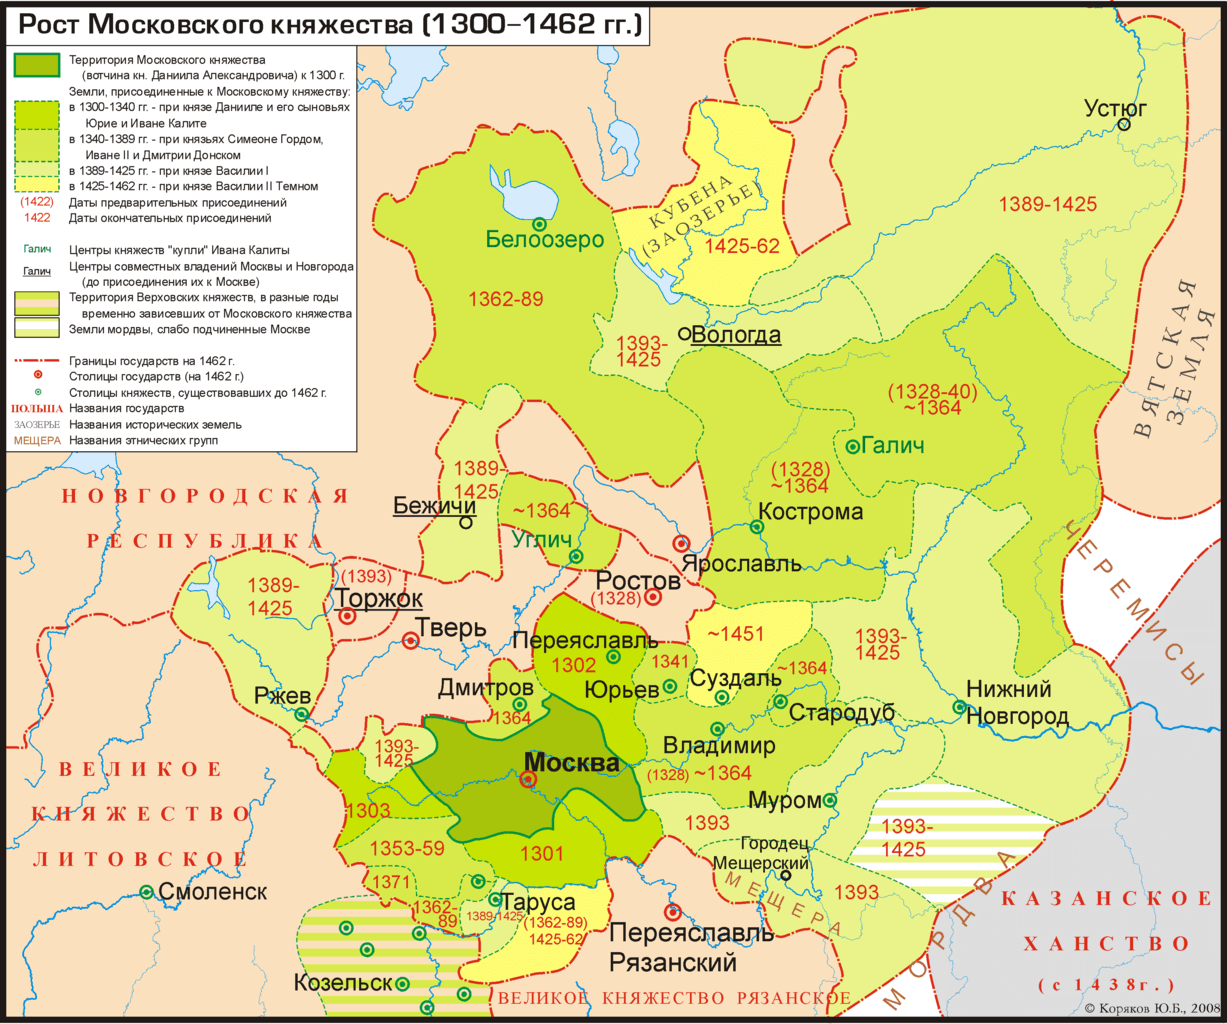 Рост Московского княжества (1300–1462 гг.)
Территория Московского княжества
(вотчина кн. Даниила Александровича) к 1300 г.
Земли, присоединенные к Московскому княжеству:
в 1300-1340 гг. - при князе Данииле и его сыновьях
Юрие и Иване Калите
в 1340-1389 гг. - при князьях Симеоне Гордом,
Иване II и Дмитрии Донском
в 1389-1425 гг. - при князе Василии I
в 1425-1462 гг. - при князе Василии II Темном
(1422) Даты предварительных присоединений
1422 Даты окончательных присоединений
Галич Центры княжеств "купли" Ивана Калиты
Галич Центры совместных владений Москвы и Новгорода
(до присоединения их к Москве)
Территория Верховских княжеств, в разные годы
временно зависевших от Московского княжества
Земли мордвы, слабо подчиненные Москве
Границы государств на 1462 г.
Столицы государств (на 1462 г.)
Столицы княжеств, существовавших до 1462 г.
ПОЛЬША Названия государств
ЗАОЗЕРЬЕ Названия исторических земель
МЕЩЕРА Названия этнических групп
Устюг
1389-1425
КУБЕНА
(ЗАОЗЕРЬЕ)
1425-62
Белоозеро
1362-89
ВЯТСКАЯ
ЗЕМЛЯ
Вологда
1393-
1425
(1328-40)
~1364
Галич
(1328)
~1364
Кострома
1389-
1425
Бежичи
~1364
Углич
НОВГОРОДСКАЯ
РЕСПУБЛИКА
ЧЕРЕМИСЫ
Ярославль
Ростов
(1328)
1389-
1425
(1393)
Торжок
Тверь
Переяславль
1302
~1451
1393-
1425
1341
Юрьев
Суздаль
~1364
Стародуб
Нижний
Новгород
Ржев
Дмитров
1364
Владимир
(1328) ~1364
1393-
1425
Москва
ВЕЛИКОЕ
КНЯЖЕСТВО
ЛИТОВСКОЕ
1303
Муром
1393
1393-
1425
1353-59
1301
Городец
Мещерский
МЕЩЕРА
1393
1371
Смоленск
1362-
89
1389-1425
Таруса
(1362-89)
1425-62
Переяславль
Рязанский
Козельск
ВЕЛИКОЕ КНЯЖЕСТВО РЯЗАНСКОЕ
МОРДВА
КАЗАНСКОЕ
ХАНСТВО
(с 1438г.)
© Коряков Ю.Б., 2008